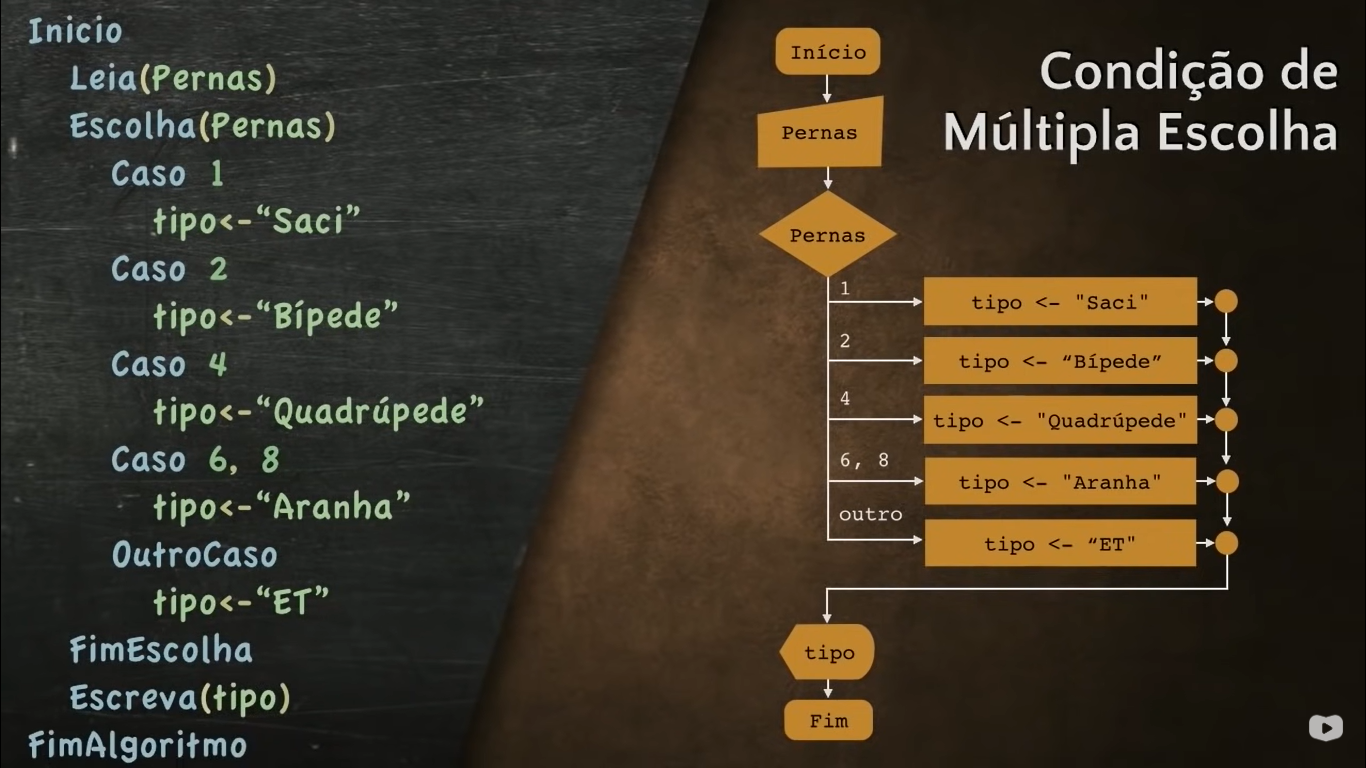 Inicio
Leia(Pernas)
Escolha(Pernas)
Caso 1
tipo<-“Saci”
Caso 2
tipo<-“Bípede”
Caso 4
tipo<-“Quadrúpede”
Caso 6, 8
tipo<-“Aranha”
OutroCaso
tipo<-“ET”
FimEscolha
Escreva(tipo)
FimAlgoritmo
Condição de
Múltipla Escolha
Início
Pernas
Pernas
1
tipo <- "Saci"
2
tipo <- “Bípede”
4
tipo <- "Quadrúpede"
6, 8
tipo <- "Aranha"
outro
tipo <- “ET"
tipo
Fim